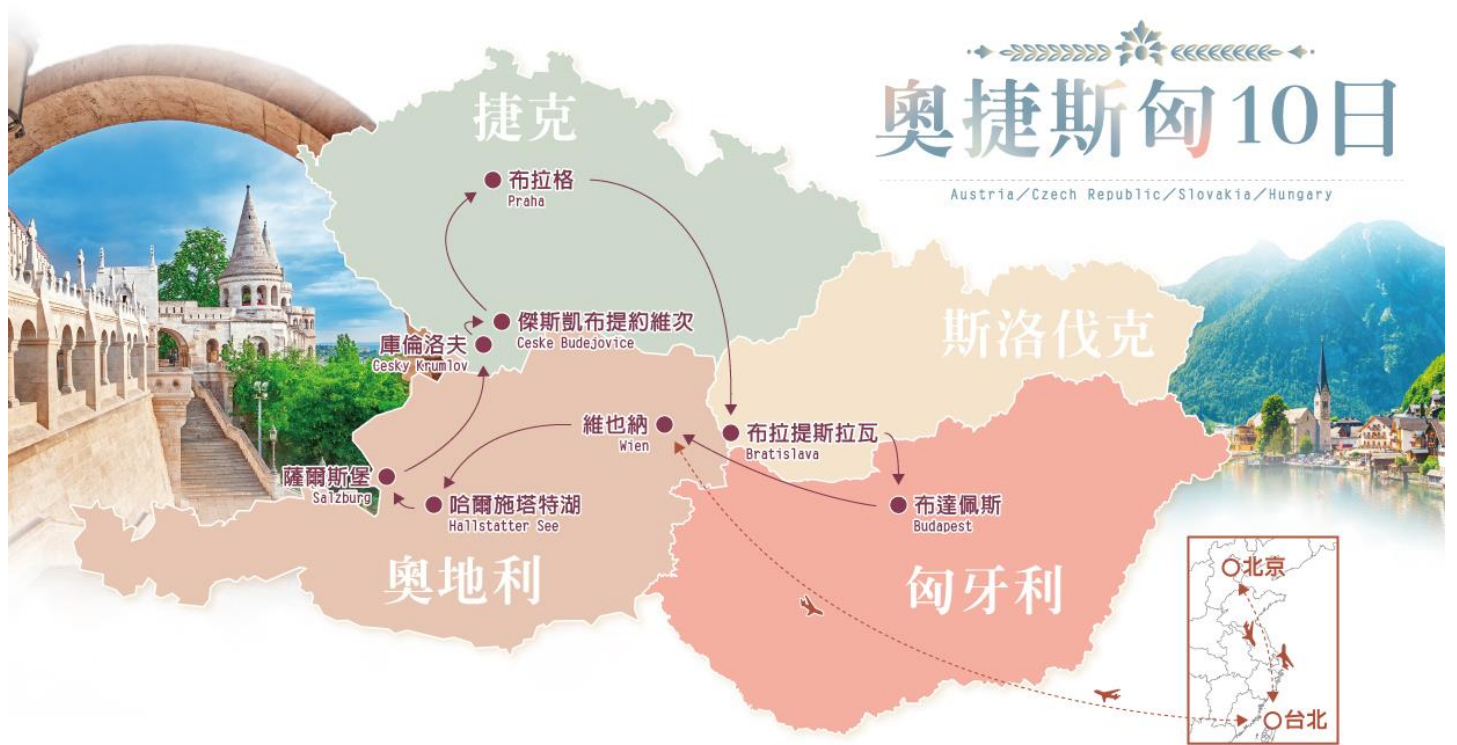 奧捷斯匈10日
Austria／Czech Republic／Slovakia／Hungary
捷克
布拉格
Praha
傑斯凱布提約維次
Ceske Budejovice
庫倫洛夫
Cesky Krumlov
斯洛伐克
維也納
Wien
布拉提斯拉瓦
Bratislava
薩爾斯堡
Salzburg
哈爾施塔特湖
Hallstatter See
布達佩斯
Budapest
奧地利
匈牙利
北京
台北